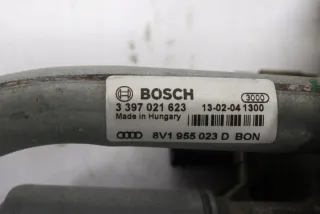 BOSCH 3000
3 397 021 623 13-02-04 1300
Made in Hungary
8V1 955 023 D BON